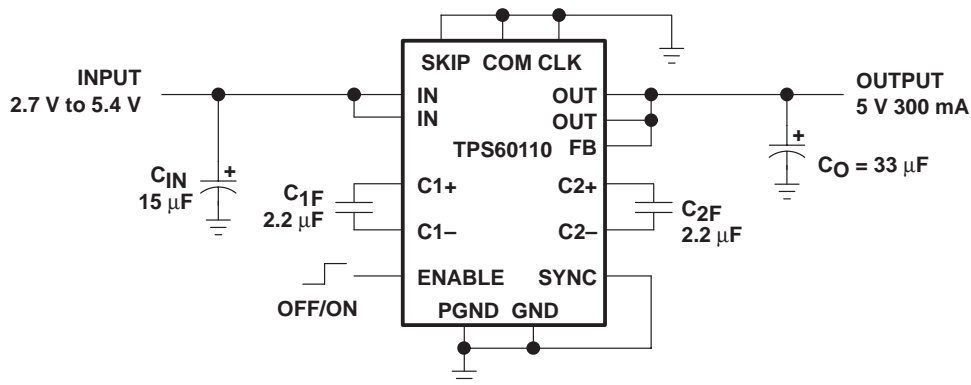 SKIP COM CLK
INPUT
2.7 V to 5.4 V
IN
IN
OUT
OUT
FB
TPS60110
OUTPUT
5 V 300 mA
+
CIN
15 μF
+
CO = 33 μF
C1F
2.2 μF
C1+
C1–
C2+
C2–
C2F
2.2 μF
ENABLE
SYNC
OFF/ON
PGND GND